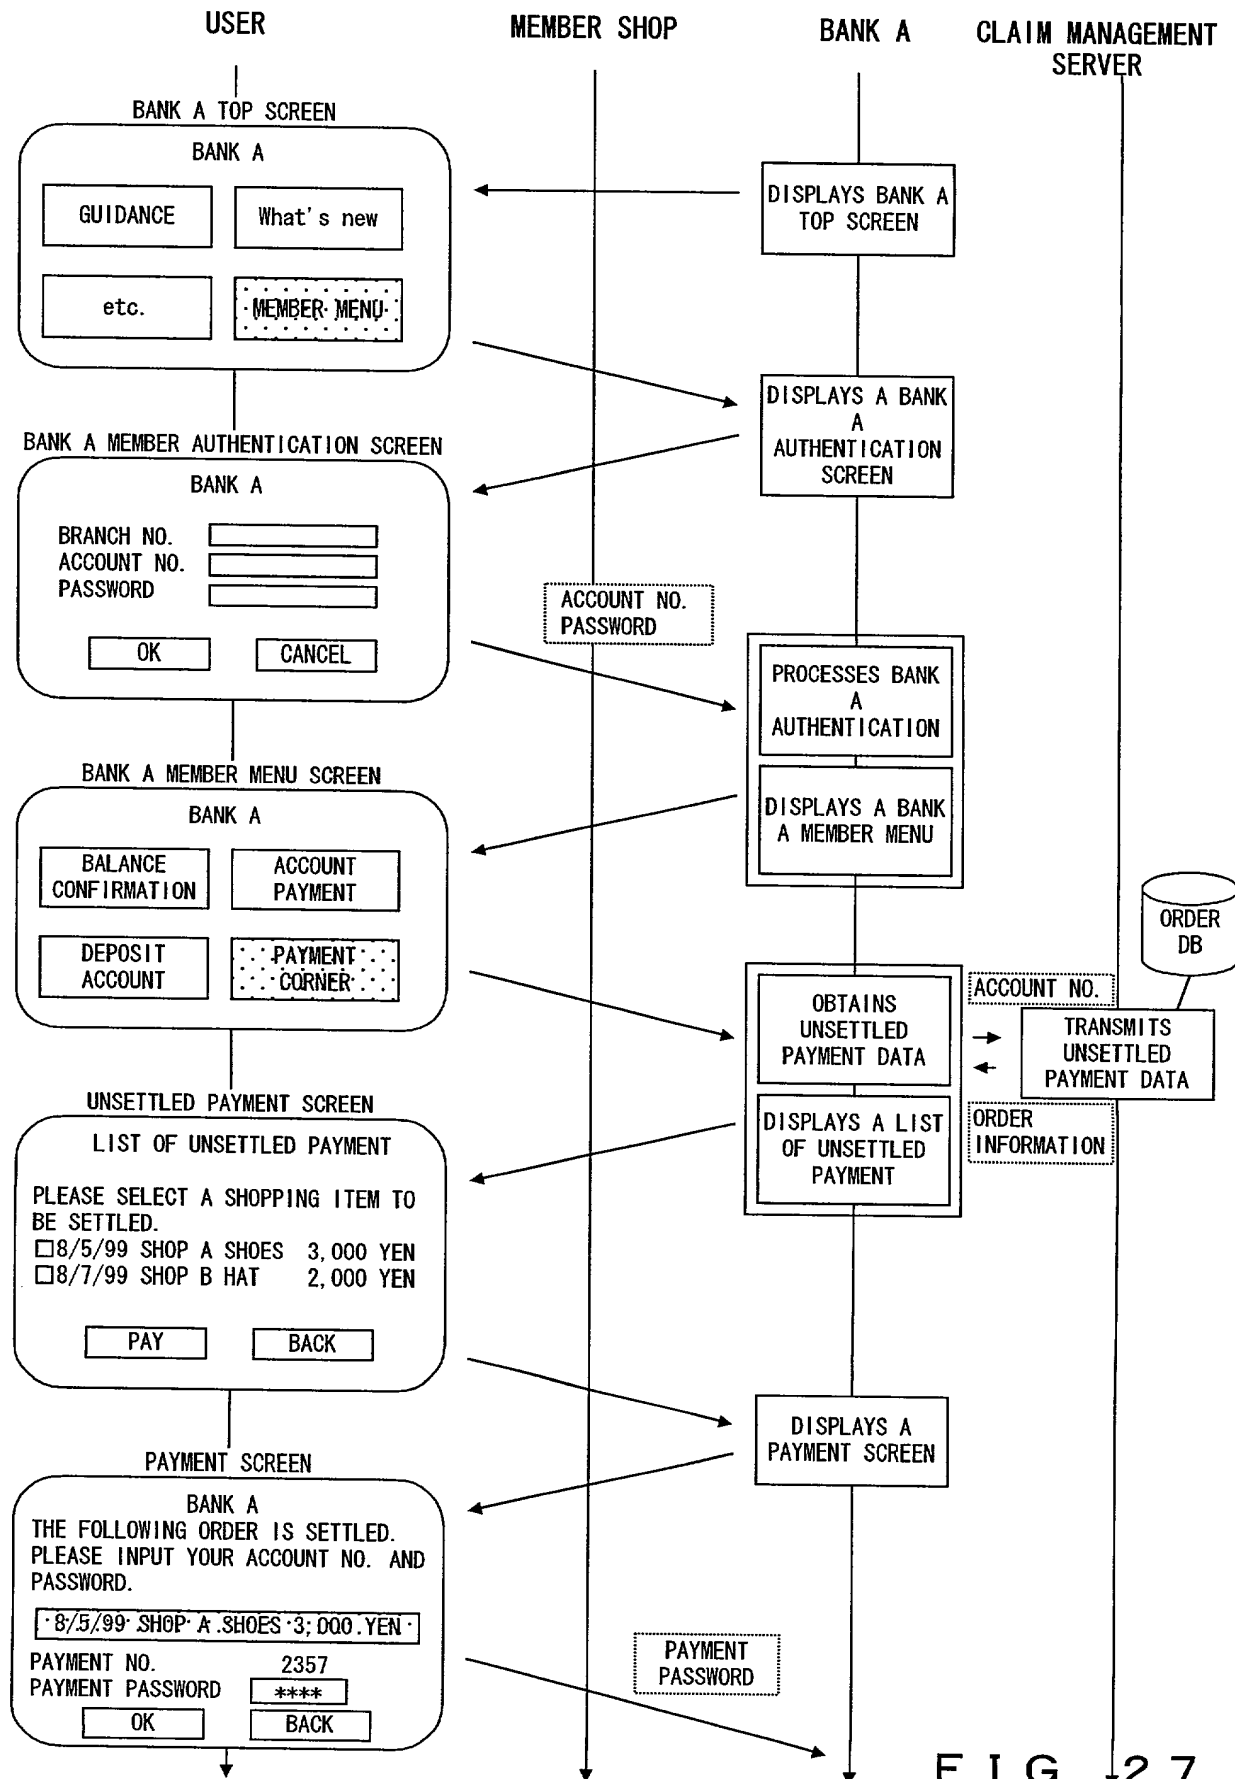 USER
MEMBER SHOP
BANK A
CLAIM MANAGEMENT
SERVER
BANK A TOP SCREEN
BANK A
GUIDANCE
What's new
etc.
MEMBER MENU
DISPLAYS BANK A
TOP SCREEN
DISPLAYS A BANK
A
AUTHENTICATION
SCREEN
BANK A MEMBER AUTHENTICATION SCREEN
BANK A
BRANCH NO.
ACCOUNT NO.
PASSWORD
OK
CANCEL
ACCOUNT NO.
PASSWORD
PROCESSES BANK
A
AUTHENTICATION
DISPLAYS A BANK
A MEMBER MENU
BANK A MEMBER MENU SCREEN
BANK A
BALANCE
CONFIRMATION
ACCOUNT
PAYMENT
DEPOSIT
ACCOUNT
PAYMENT
CORNER
ORDER
DB
OBTAINS
UNSETTLED
PAYMENT DATA
ACCOUNT NO.
TRANSMITS
UNSETTLED
PAYMENT DATA
DISPLAYS A LIST
OF UNSETTLED
PAYMENT
ORDER
INFORMATION
UNSETTLED PAYMENT SCREEN
LIST OF UNSETTLED PAYMENT
PLEASE SELECT A SHOPPING ITEM TO
BE SETTLED.
□8/5/99 SHOP A SHOES 3,000 YEN
□8/7/99 SHOP B HAT 2,000 YEN
PAY
BACK
DISPLAYS A
PAYMENT SCREEN
PAYMENT SCREEN
BANK A
THE FOLLOWING ORDER IS SETTLED.
PLEASE INPUT YOUR ACCOUNT NO. AND
PASSWORD.
8/5/99 SHOP A SHOES 3,000 YEN
PAYMENT NO. 2357
PAYMENT PASSWORD ****
OK
BACK
PAYMENT
PASSWORD
FIG. 27